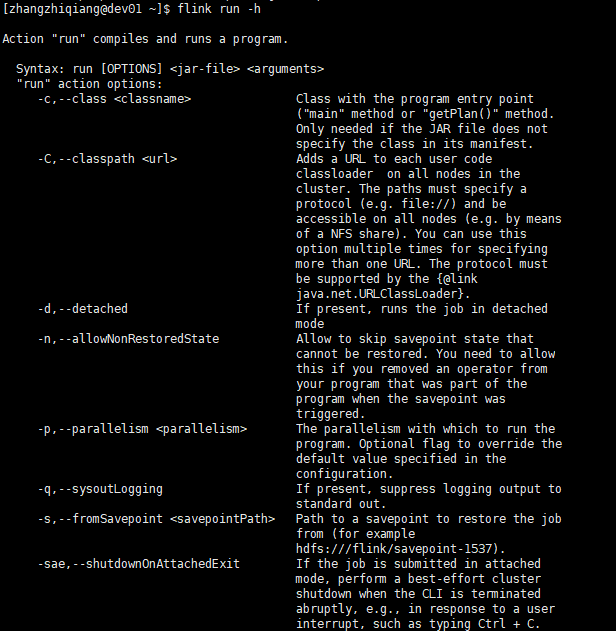 [zhangzhiqiang@dev01 ~]$ flink run -h

Action "run" compiles and runs a program.

  Syntax: run [OPTIONS] <jar-file> <arguments>
  "run" action options:
     -c,--class <classname>               Class with the program entry point
                                          ("main" method or "getPlan()" method.
                                          Only needed if the JAR file does not
                                          specify the class in its manifest.
     -C,--classpath <url>                 Adds a URL to each user code
                                          classloader  on all nodes in the
                                          cluster. The paths must specify a
                                          protocol (e.g. file://) and be
                                          accessible on all nodes (e.g. by means
                                          of a NFS share). You can use this
                                          option multiple times for specifying
                                          more than one URL. The protocol must
                                          be supported by the {@link
                                          java.net.URLClassLoader}.
     -d,--detached                        If present, runs the job in detached
                                          mode
     -n,--allowNonRestoredState           Allow to skip savepoint state that
                                          cannot be restored. You need to allow
                                          this if you removed an operator from
                                          your program that was part of the
                                          program when the savepoint was
                                          triggered.
     -p,--parallelism <parallelism>       The parallelism with which to run the
                                          program. Optional flag to override the
                                          default value specified in the
                                          configuration.
     -q,--sysoutLogging                   If present, suppress logging output to
                                          standard out.
     -s,--fromSavepoint <savepointPath>   Path to a savepoint to restore the job
                                          from (for example
                                          hdfs:///flink/savepoint-1537).
     -sae,--shutdownOnAttachedExit        If the job is submitted in attached
                                          mode, perform a best-effort cluster
                                          shutdown when the CLI is terminated
                                          abruptly, e.g., in response to a user
                                          interrupt, such as typing Ctrl + C.